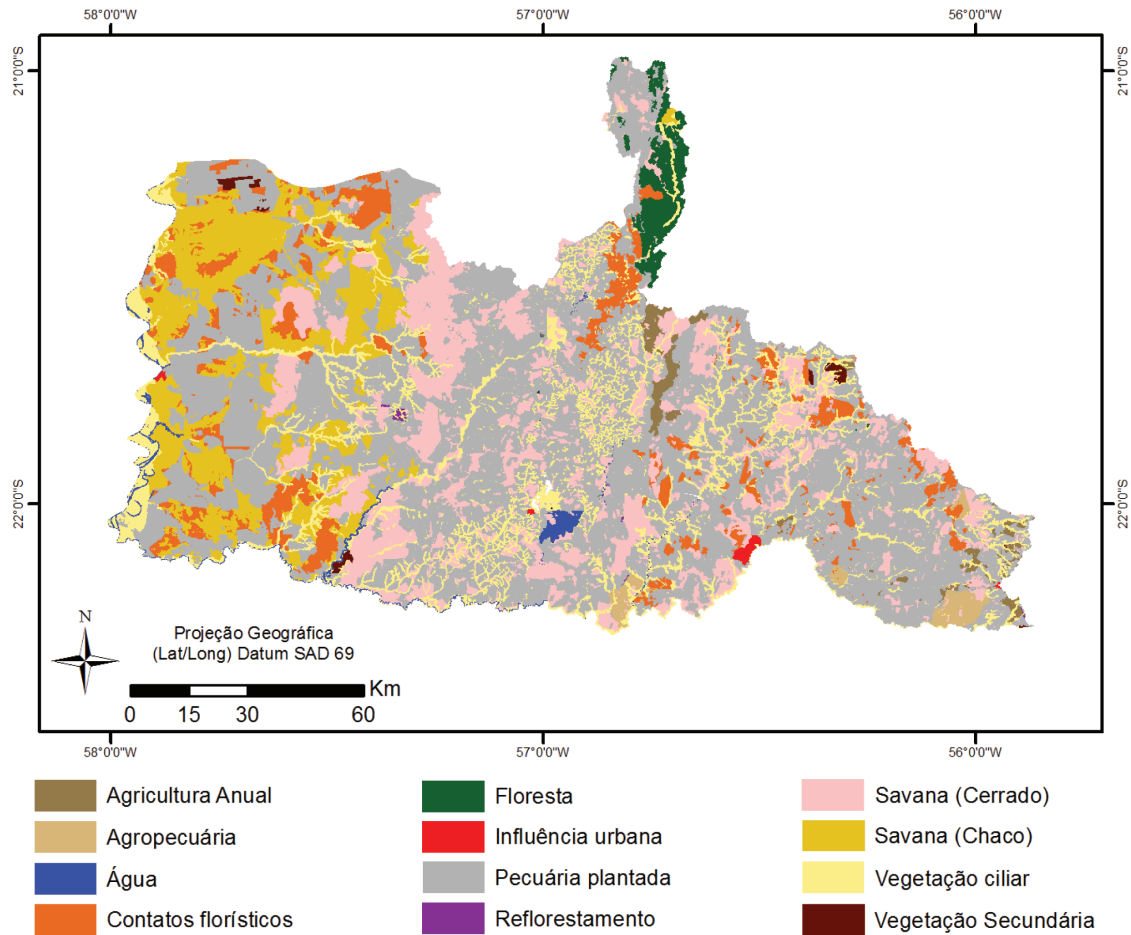 58°0'0"W 57°0'0"W 56°0'0"W
21°0'0"S
21°0'0"S
22°0'0"S
22°0'0"S
N
Projeção Geográfica
(Lat/Long) Datum SAD 69
Km
0 15 30 60
58°0'0"W 57°0'0"W 56°0'0"W
Agricultura Anual
Agropecuária
Água
Contatos florísticos
Floresta
Influência urbana
Pecuária plantada
Reflorestamento
Savana (Cerrado)
Savana (Chaco)
Vegetação ciliar
Vegetação Secundária